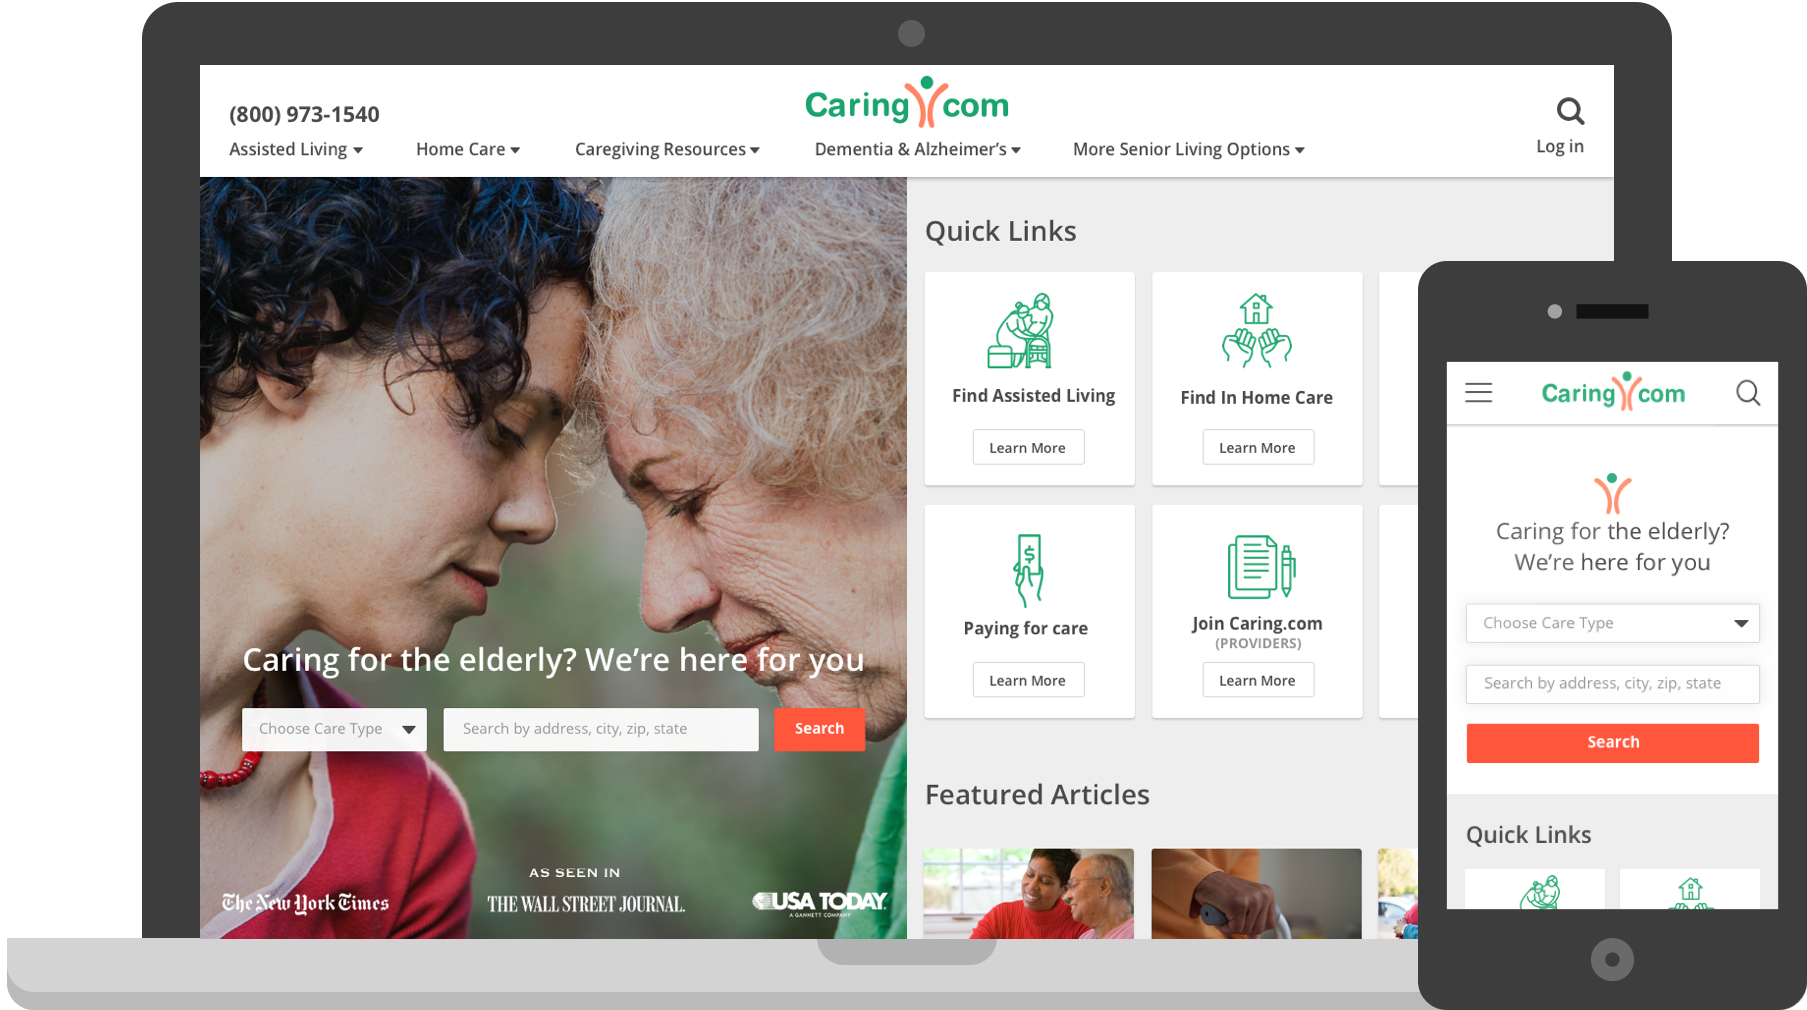 (800) 973-1540
Caring com
Log in
Assisted Living
Home Care
Caregiving Resources
Dementia & Alzheimer's
More Senior Living Options
Caring for the elderly? We're here for you
Choose Care Type
Search by address, city, zip, state
Search
AS SEEN IN
The New York Times
THE WALL STREET JOURNAL.
USA TODAY
A GANNETT COMPANY
Quick Links
Find Assisted Living
Learn More
Find In Home Care
Learn More
Paying for care
Learn More
Join Caring.com
(PROVIDERS)
Learn More
Featured Articles
Caring com
Caring for the elderly?
We're here for you
Choose Care Type
Search by address, city, zip, state
Search
Quick Links